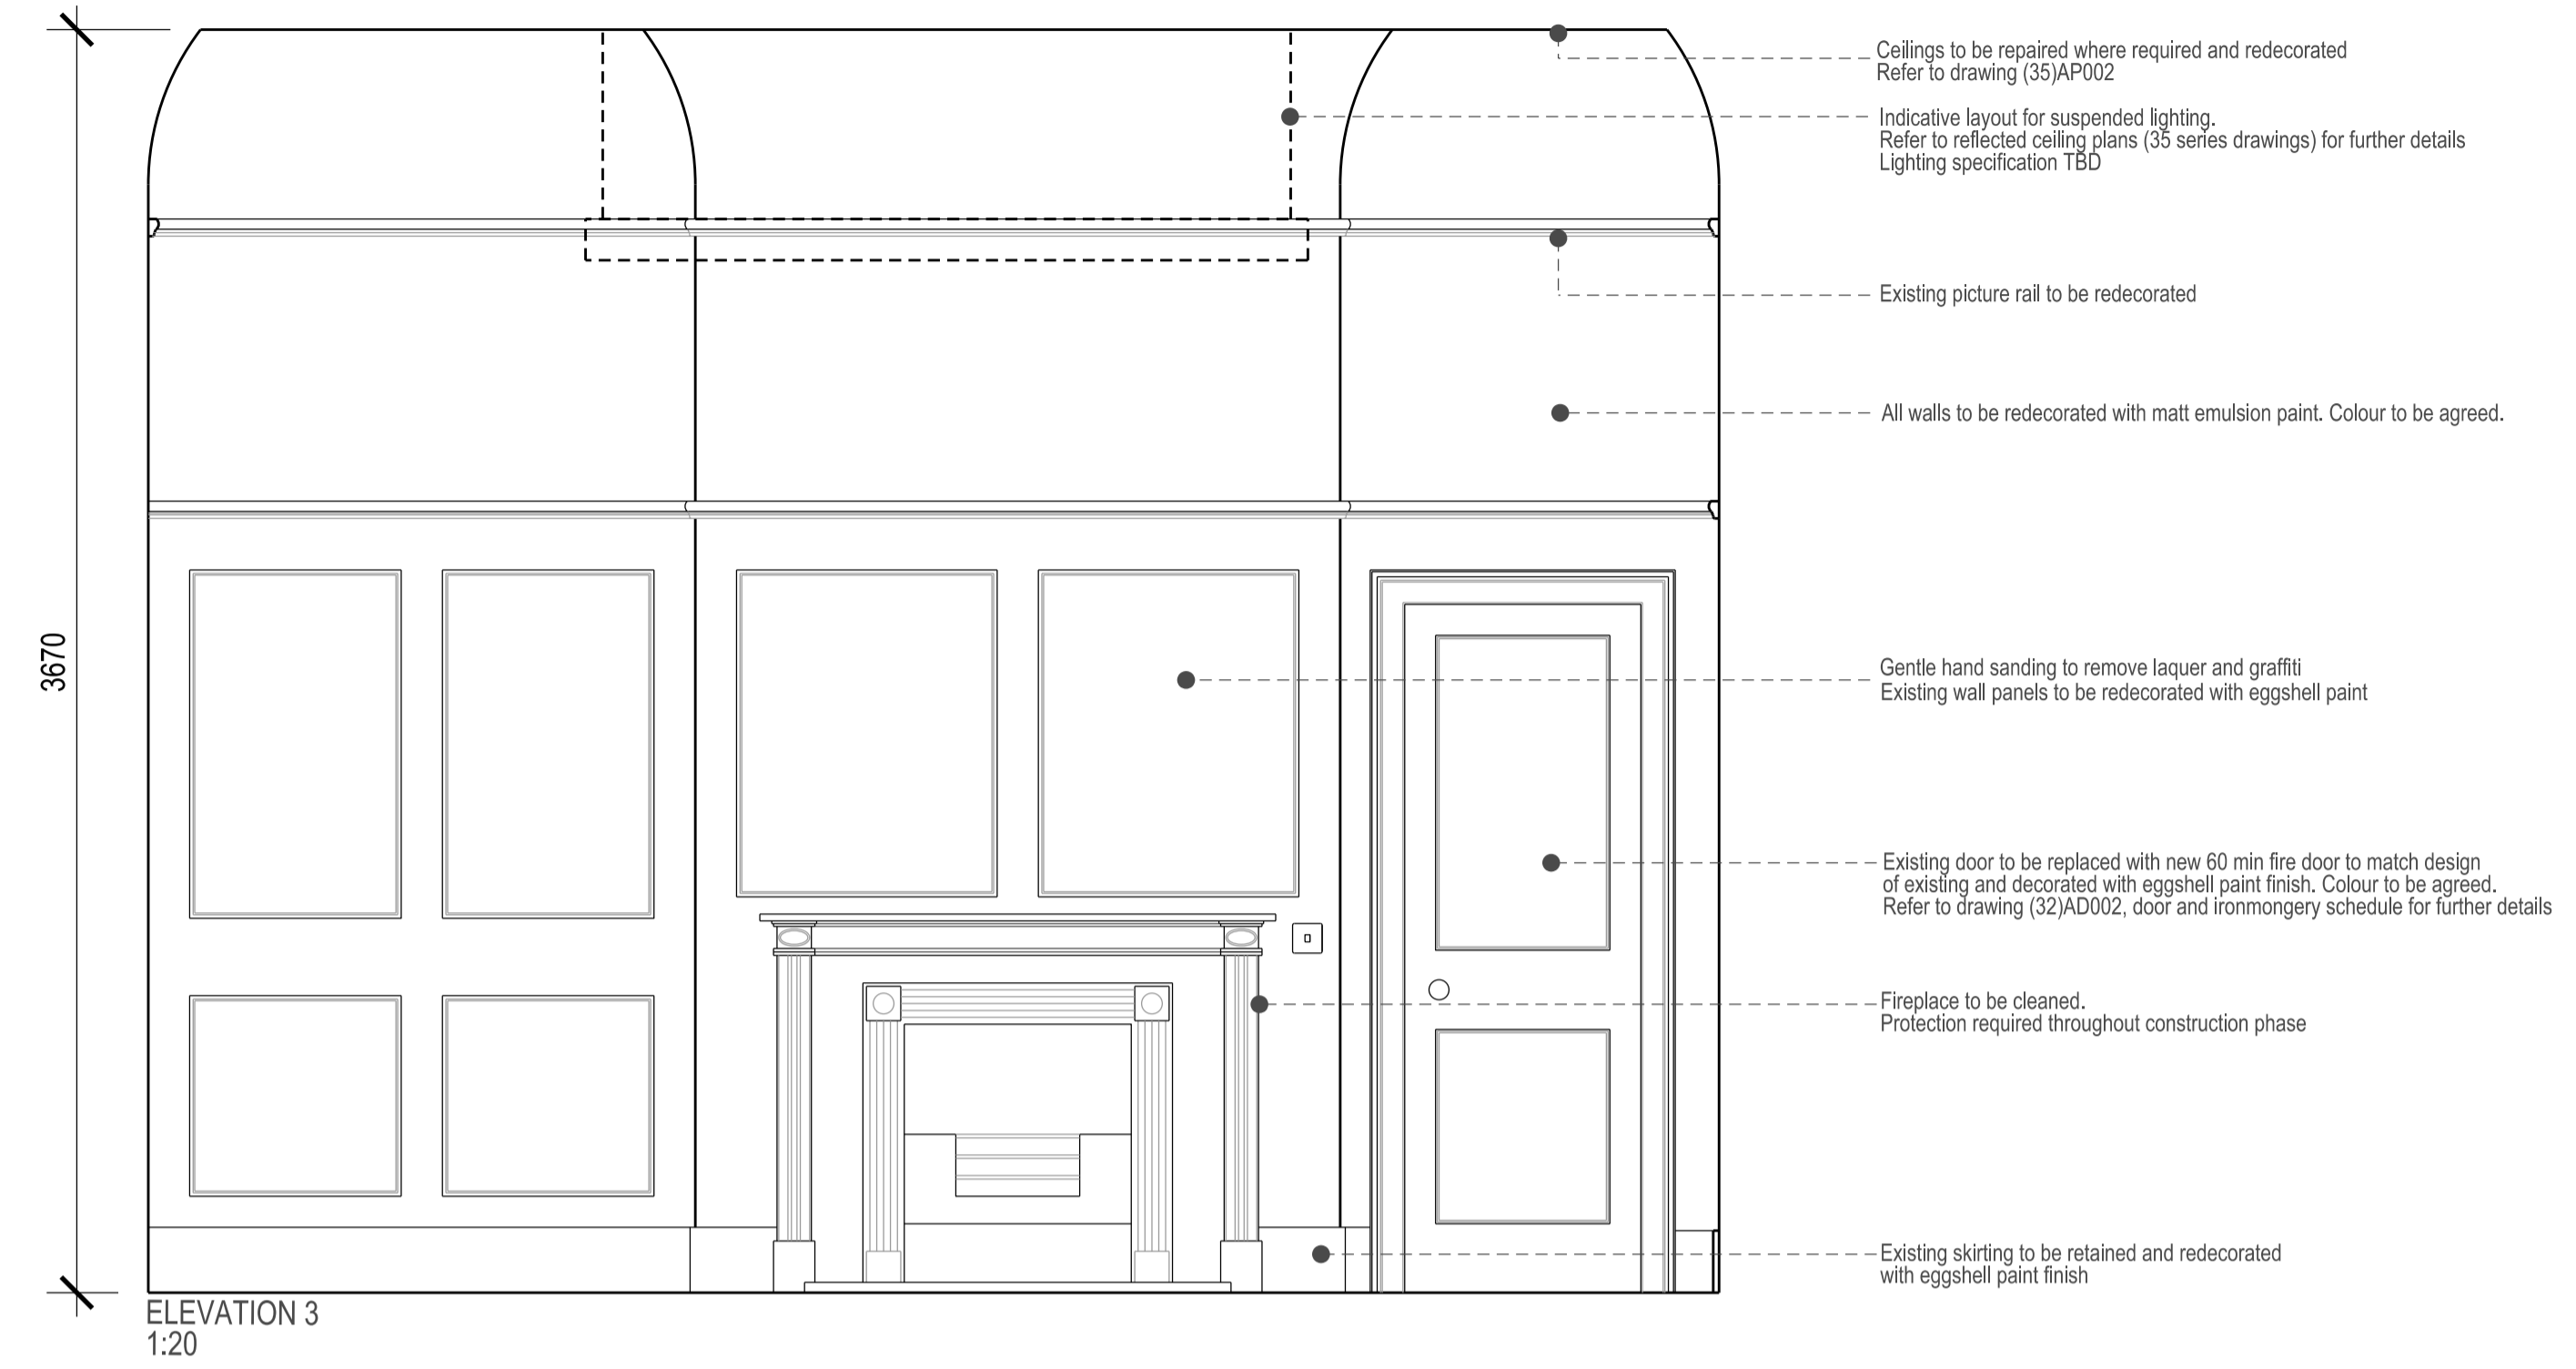 Ceilings to be repaired where required and redecorated
Refer to drawing (35)AP002
Indicative layout for suspended lighting.
Refer to reflected ceiling plans (35 series drawings) for further details
Lighting specification TBD
Existing picture rail to be redecorated
All walls to be redecorated with matt emulsion paint. Colour to be agreed.
3670
Gentle hand sanding to remove laquer and graffiti
Existing wall panels to be redecorated with eggshell paint
Existing door to be replaced with new 60 min fire door to match design
of existing and decorated with eggshell paint finish. Colour to be agreed.
Refer to drawing (32)AD002, door and ironmongery schedule for further details
Fireplace to be cleaned.
Protection required throughout construction phase
Existing skirting to be retained and redecorated
with eggshell paint finish
ELEVATION 3
1:20